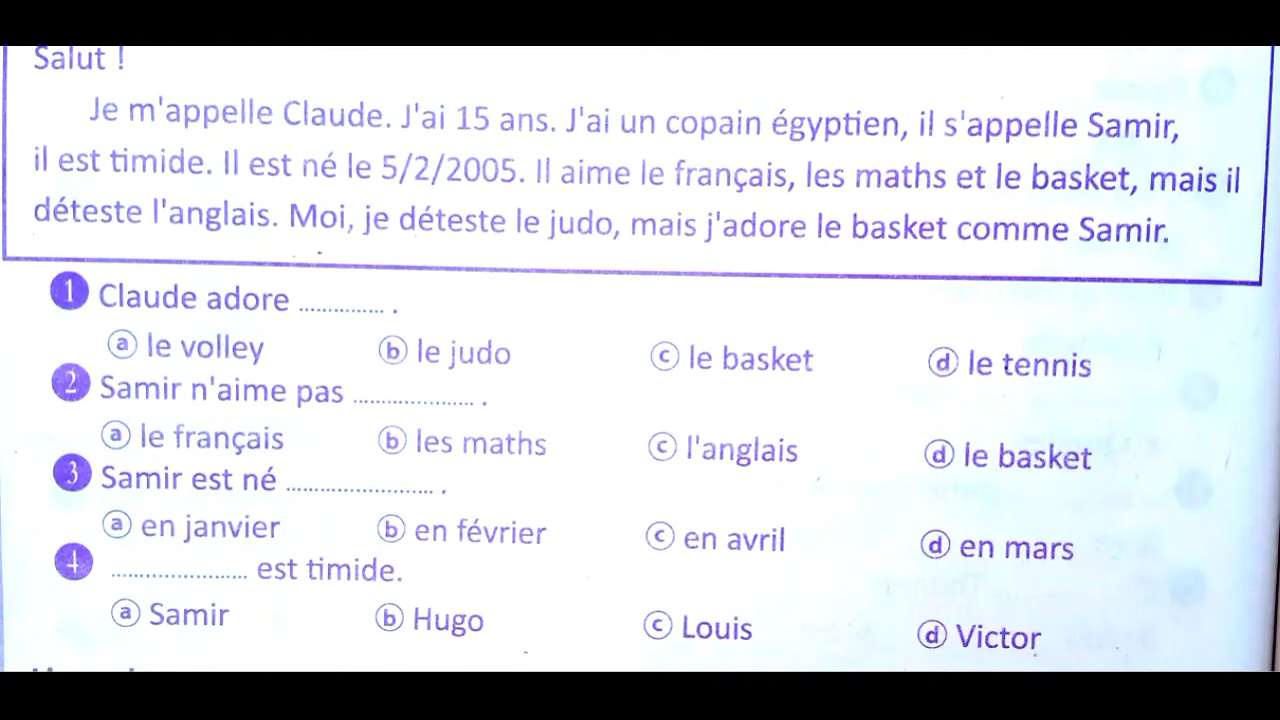 Salut !
Je m'appelle Claude. J'ai 15 ans. J'ai un copain égyptien, il s'appelle Samir,
il est timide. Il est né le 5/2/2005. Il aime le français, les maths et le basket, mais il
déteste l'anglais. Moi, je déteste le judo, mais j'adore le basket comme Samir.
1 Claude adore ............... .
a le volley b le judo c le basket d le tennis
2 Samir n'aime pas ..................... .
a le français b les maths c l'anglais d le basket
3 Samir est né ......................... .
a en janvier b en février c en avril d en mars
4 ....................... est timide.
a Samir b Hugo c Louis d Victor